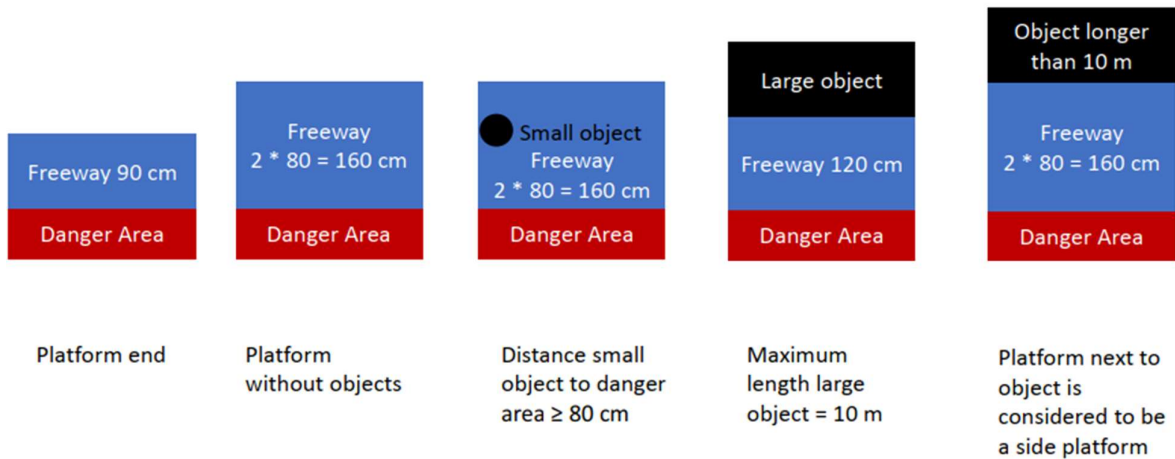 Freeway 90 cm
Danger Area
Platform end
Freeway
2 * 80 = 160 cm
Danger Area
Platform
without objects
Small object
Freeway
2 * 80 = 160 cm
Danger Area
Distance small
object to danger
area ≥ 80 cm
Large object
Freeway 120 cm
Danger Area
Maximum
length large
object = 10 m
Object longer
than 10 m
Freeway
2 * 80 = 160 cm
Danger Area
Platform next to
object is
considered to be
a side platform